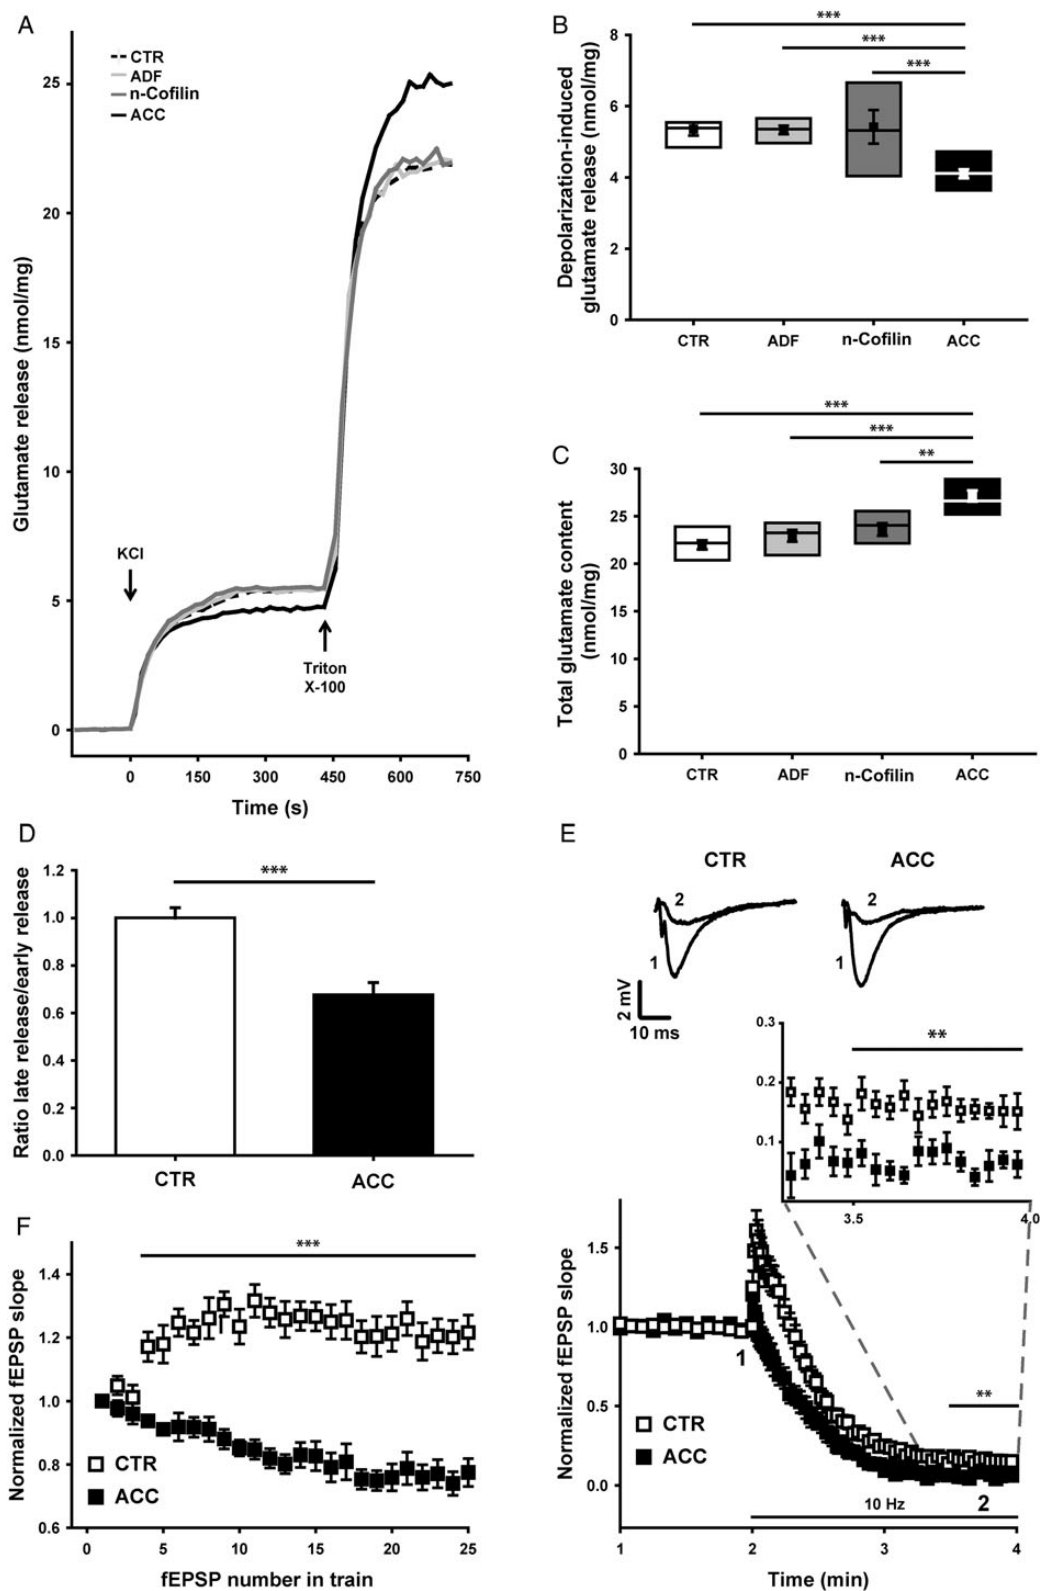 A
CTR
ADF
n-Cofilin
ACC
Glutamate release (nmol/mg)
25
20
15
10
5
0
KCl
Triton
X-100
0 150 300 450 600 750
Time (s)
B
***
***
***
Depolarization-induced
glutamate release (nmol/mg)
8
6
4
2
0
CTR ADF n-Cofilin ACC
C
***
***
**
Total glutamate content
(nmol/mg)
30
25
20
15
10
5
0
CTR ADF n-Cofilin ACC
D
***
Ratio late release/early release
1.2
1.0
0.8
0.6
0.4
0.2
0.0
CTR ACC
E
CTR ACC
2 2
1 1
2 mV
10 ms
0.3
0.2
0.1
**
3.5 4.0
Normalized fEPSP slope
1.5
1.0
0.5
0.0
1
**
CTR
ACC
2
10 Hz
1 2 3 4
Time (min)
F
***
Normalized fEPSP slope
1.4
1.2
1.0
0.8
0.6
CTR
ACC
0 5 10 15 20 25
fEPSP number in train